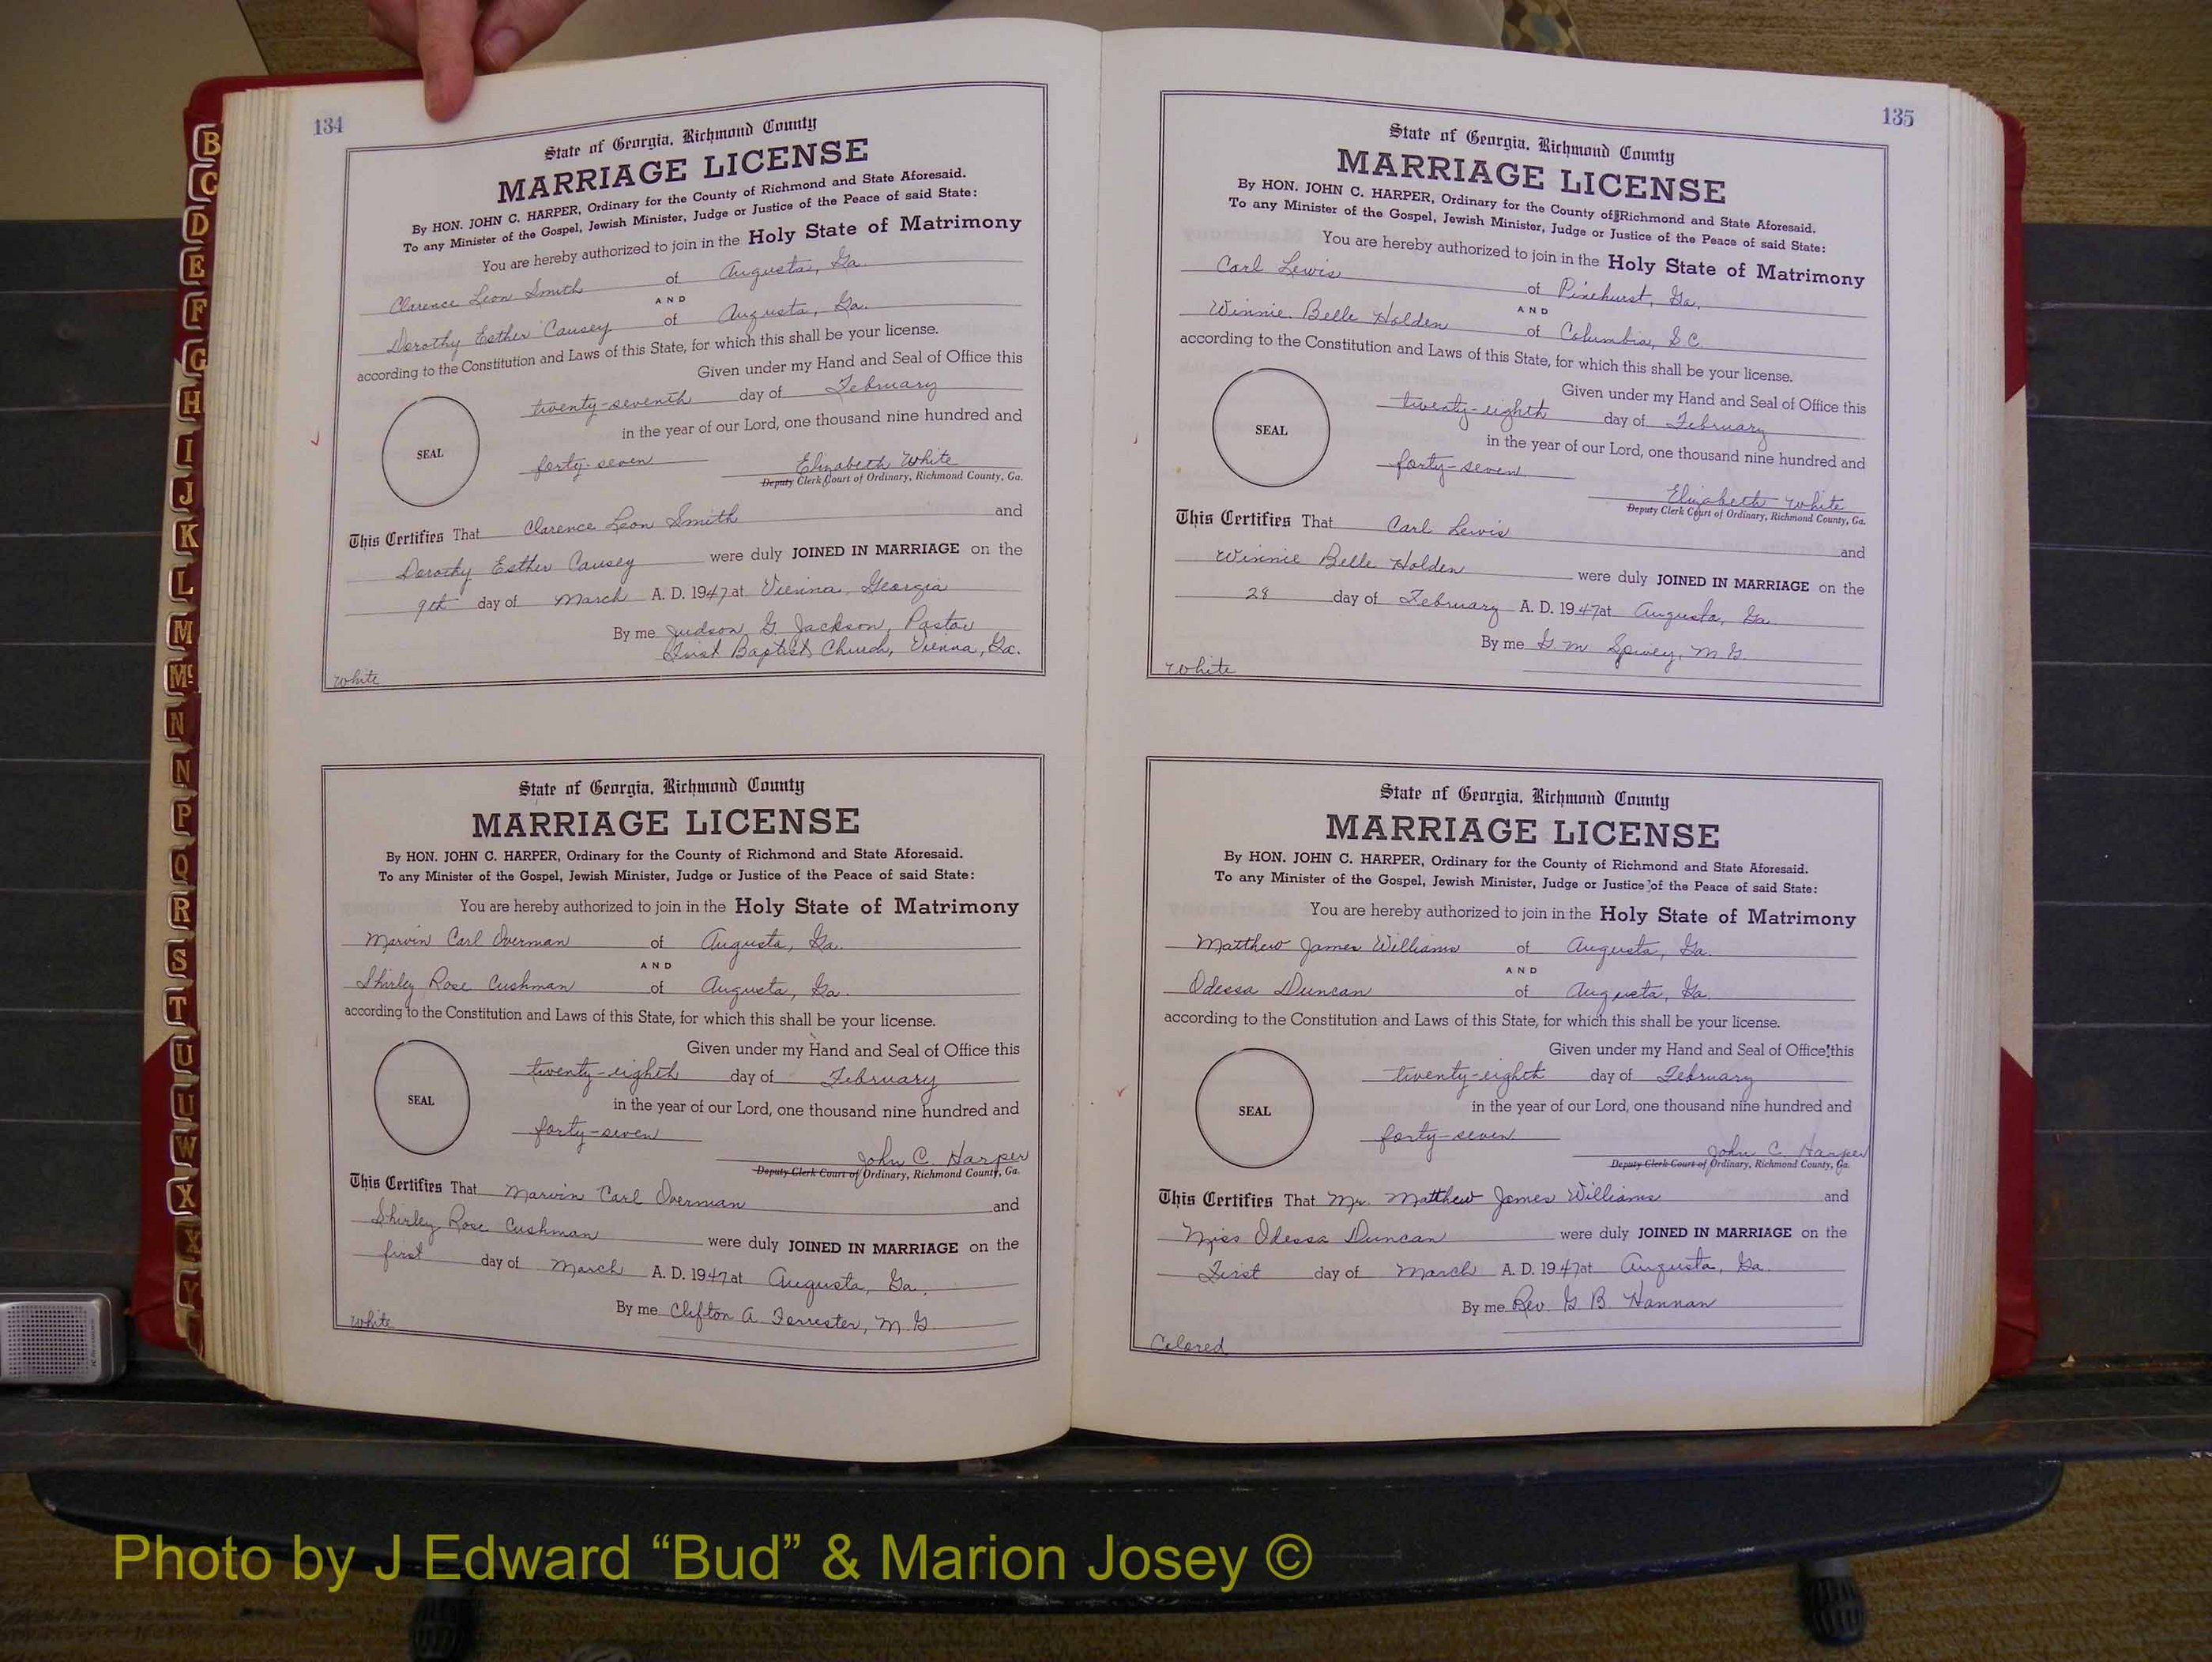 134
State of Georgia, Richmond County
MARRIAGE LICENSE
By HON. JOHN C. HARPER, Ordinary for the County of Richmond and State Aforesaid.
To any Minister of the Gospel, Jewish Minister, Judge or Justice of the Peace of said State:
You are hereby authorized to join in the Holy State of Matrimony
Clarence Leon Smith of Augusta, Ga.
AND
Dorothy Esther Causey of Augusta, Ga.
according to the Constitution and Laws of this State, for which this shall be your license.
Given under my Hand and Seal of Office this
twenty-seventh day of February
in the year of our Lord, one thousand nine hundred and
SEAL
forty-seven Elizabeth White
Deputy Clerk Court of Ordinary, Richmond County, Ga.
This Certifies That Clarence Leon Smith and
Dorothy Esther Causey were duly JOINED IN MARRIAGE on the
9th day of March A. D. 1947 at Vienna, Georgia
By me Judson G. Jackson, Pastor
First Baptist Church, Vienna, Ga.
White
State of Georgia, Richmond County
MARRIAGE LICENSE
By HON. JOHN C. HARPER, Ordinary for the County of Richmond and State Aforesaid.
To any Minister of the Gospel, Jewish Minister, Judge or Justice of the Peace of said State:
You are hereby authorized to join in the Holy State of Matrimony
Marvin Carl Overman of Augusta, Ga.
AND
Shirley Rose Cushman of Augusta, Ga.
according to the Constitution and Laws of this State, for which this shall be your license.
Given under my Hand and Seal of Office this
twenty-eighth day of February
SEAL
in the year of our Lord, one thousand nine hundred and
forty-seven
John C. Harper
Deputy Clerk Court of Ordinary, Richmond County, Ga.
This Certifies That Marvin Carl Overman and
Shirley Rose Cushman were duly JOINED IN MARRIAGE on the
first day of March A. D. 1947 at Augusta, Ga.
By me Clifton A. Forrester, M. G.
White
135
State of Georgia, Richmond County
MARRIAGE LICENSE
By HON. JOHN C. HARPER, Ordinary for the County of Richmond and State Aforesaid.
To any Minister of the Gospel, Jewish Minister, Judge or Justice of the Peace of said State:
You are hereby authorized to join in the Holy State of Matrimony
Carl Lewis of Pinehurst, Ga.
AND
Winnie Belle Holden of Columbia, S.C.
according to the Constitution and Laws of this State, for which this shall be your license.
Given under my Hand and Seal of Office this
twenty-eighth day of February
SEAL
in the year of our Lord, one thousand nine hundred and
forty-seven
Elizabeth White
Deputy Clerk Court of Ordinary, Richmond County, Ga.
This Certifies That Carl Lewis and
Winnie Belle Holden were duly JOINED IN MARRIAGE on the
28 day of February A. D. 1947 at Augusta, Ga.
By me G. M. Spivey, M. G.
White
State of Georgia, Richmond County
MARRIAGE LICENSE
By HON. JOHN C. HARPER, Ordinary for the County of Richmond and State Aforesaid.
To any Minister of the Gospel, Jewish Minister, Judge or Justice of the Peace of said State:
You are hereby authorized to join in the Holy State of Matrimony
Matthew James Williams of Augusta, Ga.
AND
Odessa Duncan of Augusta, Ga.
according to the Constitution and Laws of this State, for which this shall be your license.
Given under my Hand and Seal of Office this
twenty-eighth day of February
SEAL
in the year of our Lord, one thousand nine hundred and
forty-seven
John C. Harper
Deputy Clerk Court of Ordinary, Richmond County, Ga.
This Certifies That Mr. Matthew James Williams and
Miss Odessa Duncan were duly JOINED IN MARRIAGE on the
First day of March A. D. 1947 at Augusta, Ga.
By me Rev. G. B. Hannan
Colored
B
C
D
E
F
G
H
I
J
K
L
M
Mc
N
N
P
Q
R
S
T
U
U
W
X
X
Y
Photo by J Edward “Bud” & Marion Josey ©